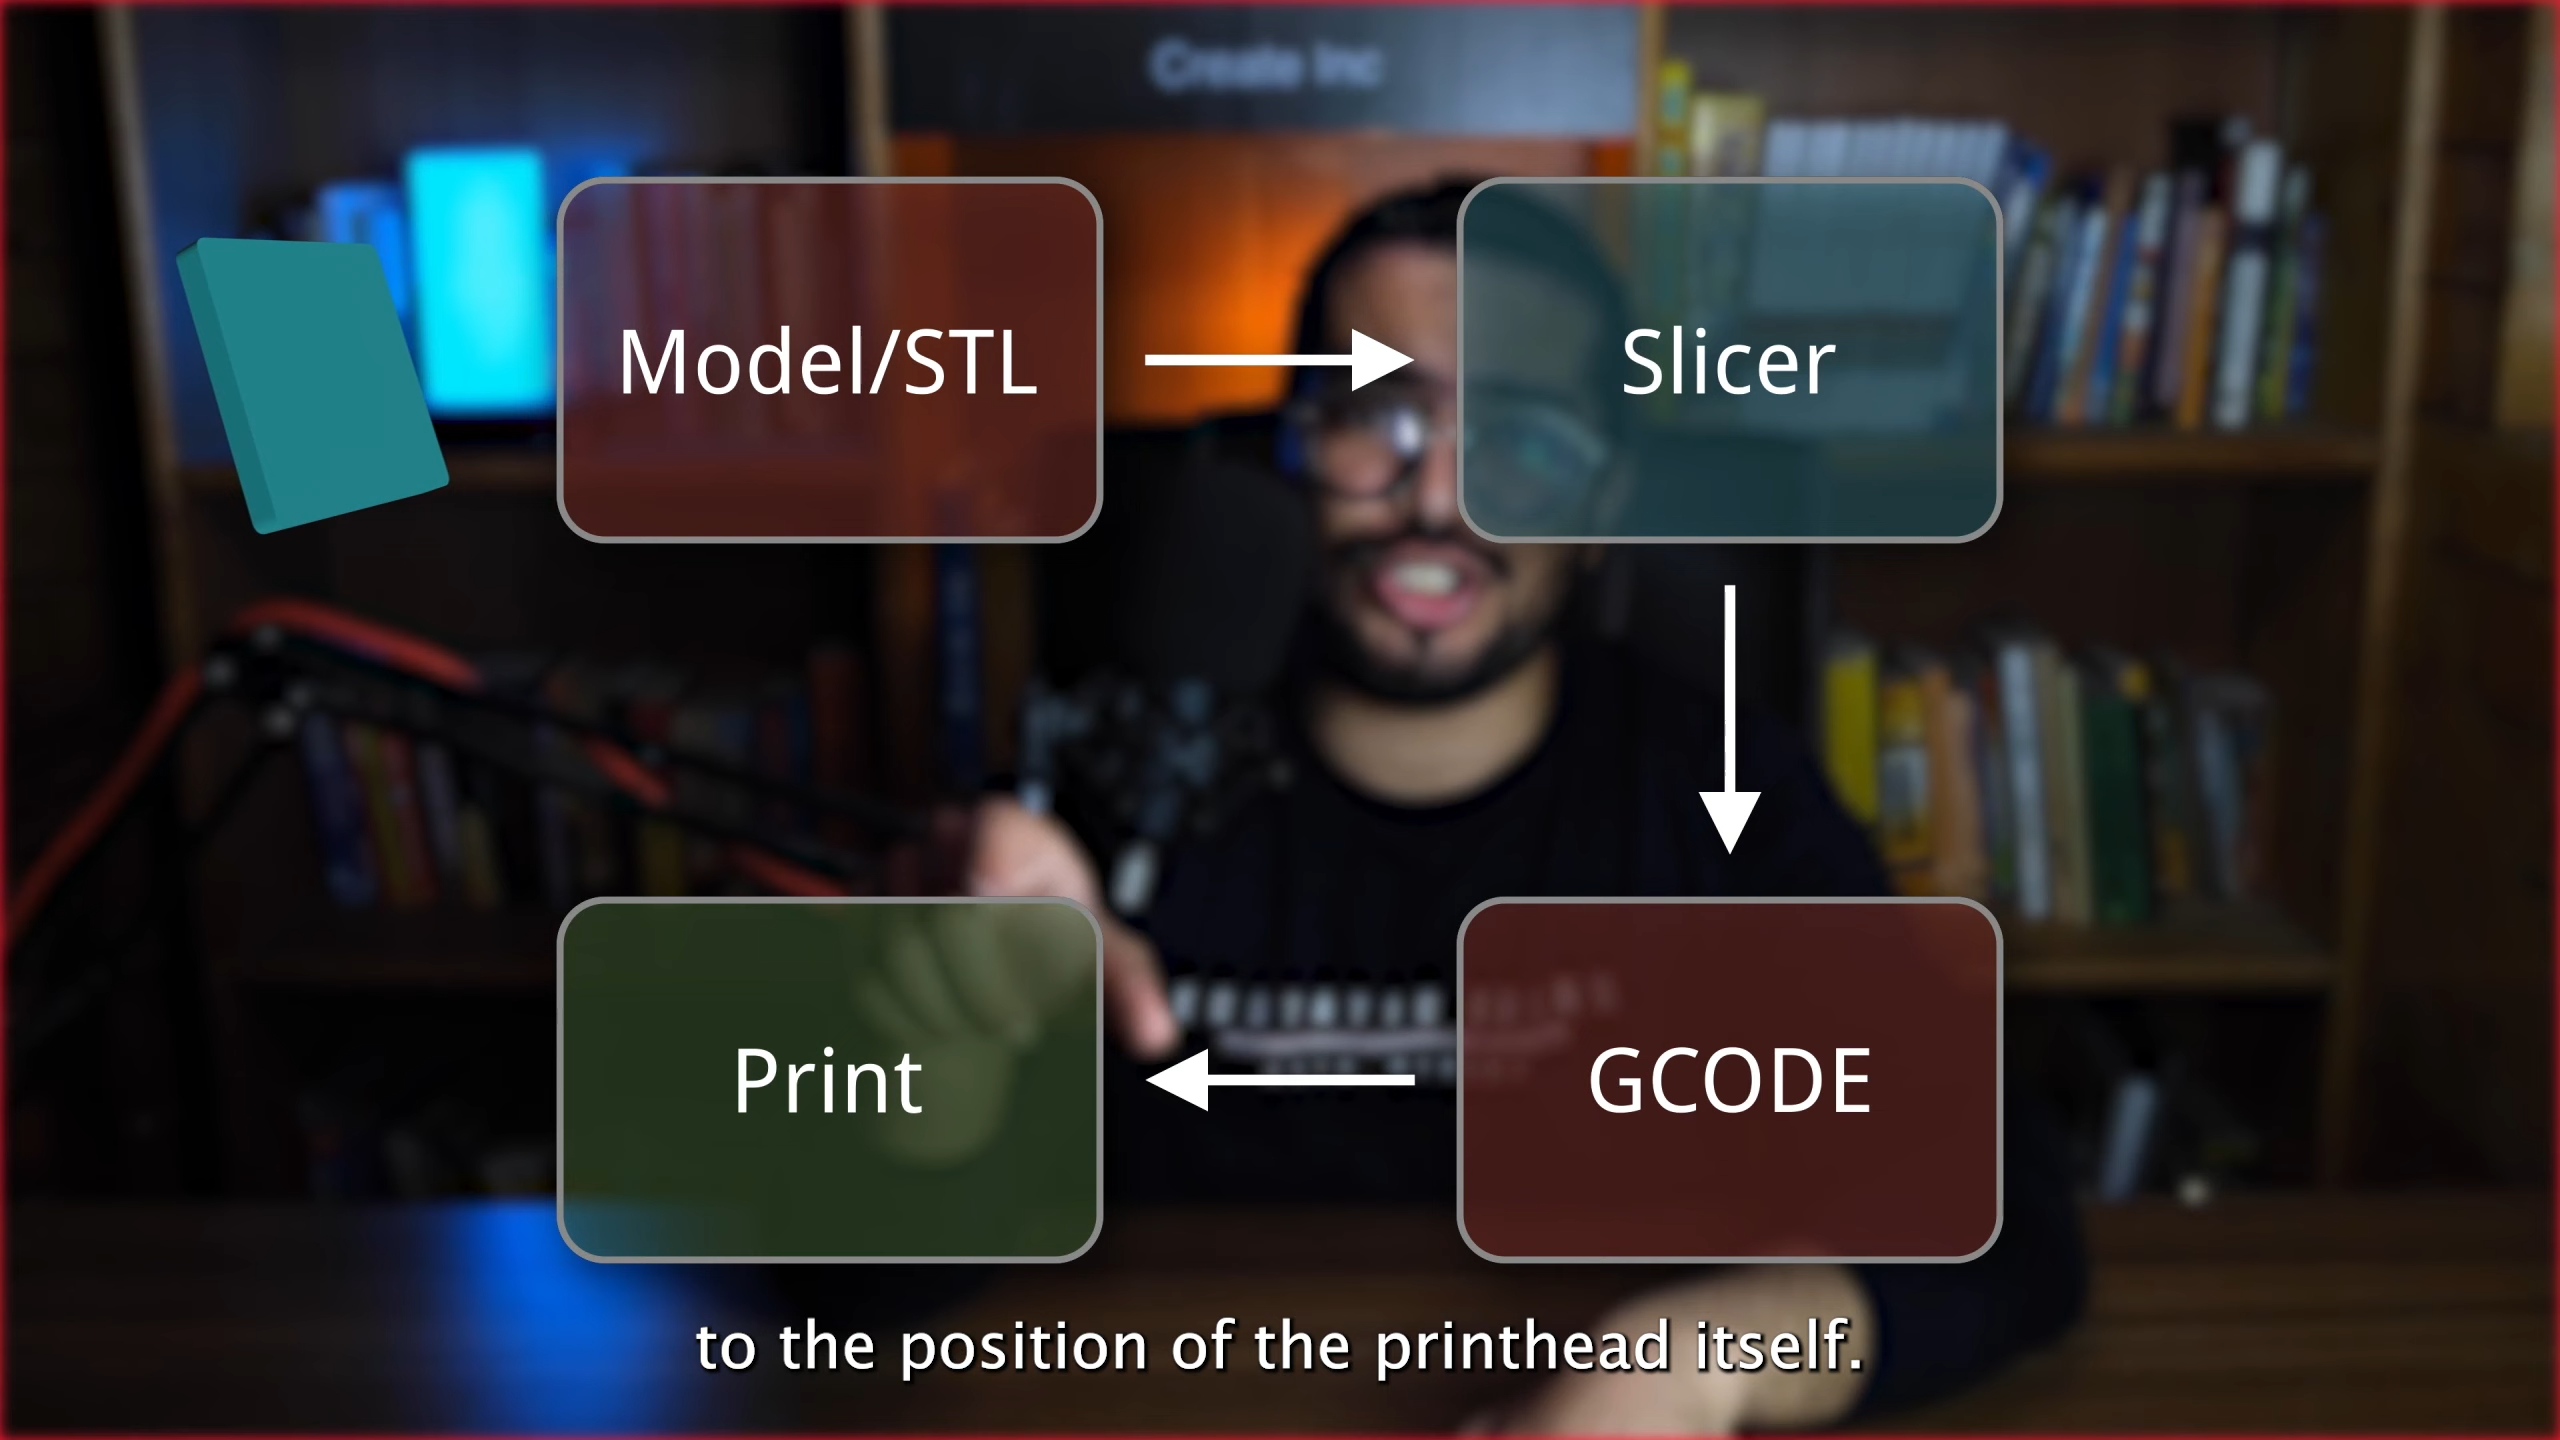 Create Inc
Model/STL
Slicer
Print
GCODE
to the position of the printhead itself.